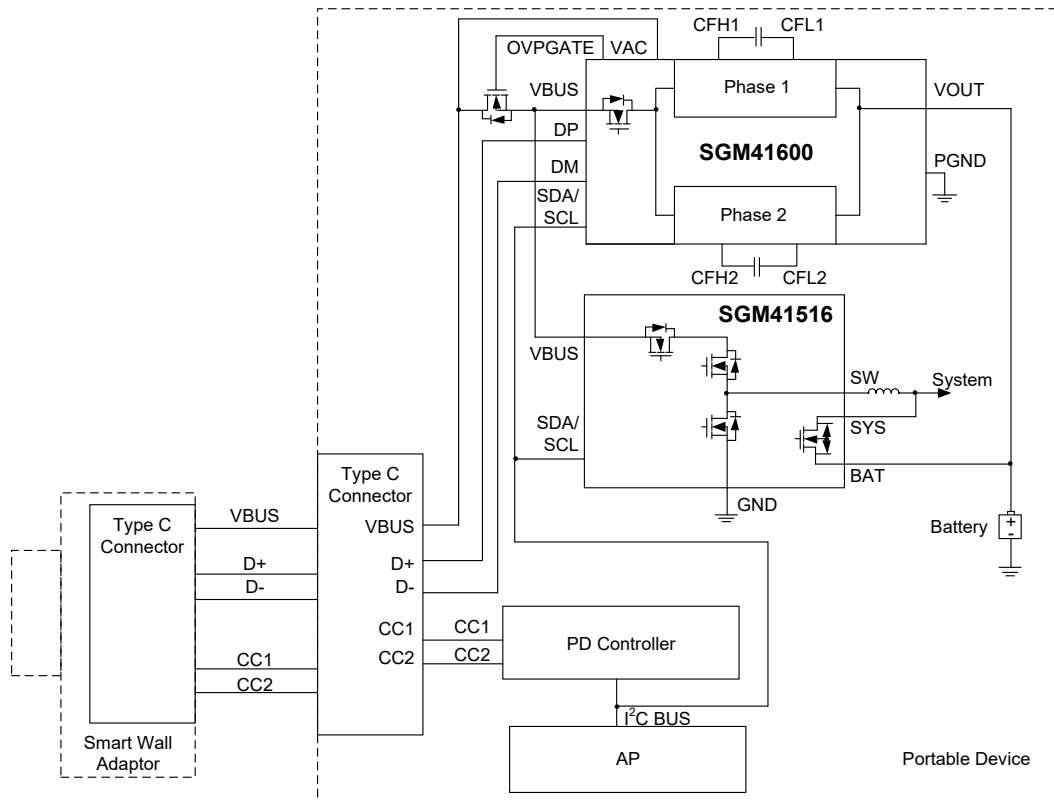 CFH1 CFL1
OVPGATE VAC
VBUS
Phase 1
VOUT
DP
SGM41600
DM
PGND
SDA/
SCL
Phase 2
CFH2 CFL2
SGM41516
VBUS
SW
System
SDA/
SCL
SYS
BAT
GND
Battery
+
-
Type C
Connector
VBUS
D+
D-
CC1
CC2
Smart Wall
Adaptor
Type C
Connector
VBUS
D+
D-
CC1
CC2
CC1
CC2
PD Controller
I²C BUS
AP
Portable Device